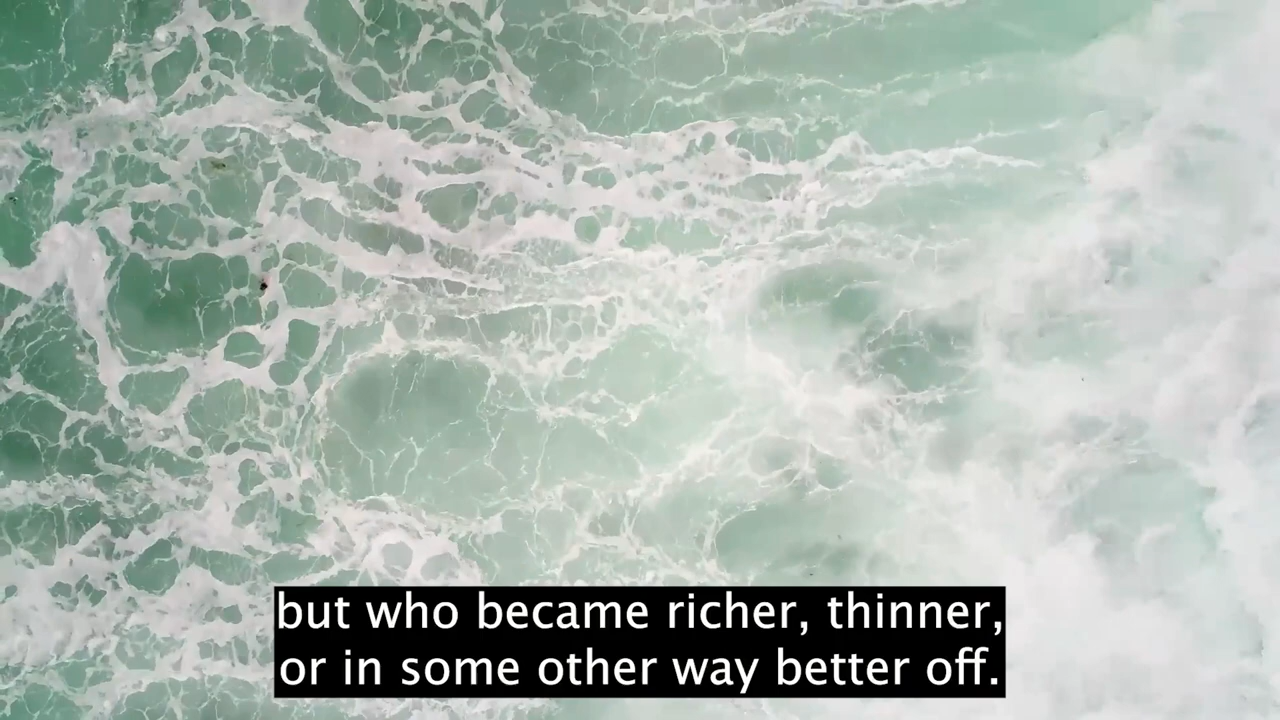 but who became richer, thinner,
or in some other way better off.